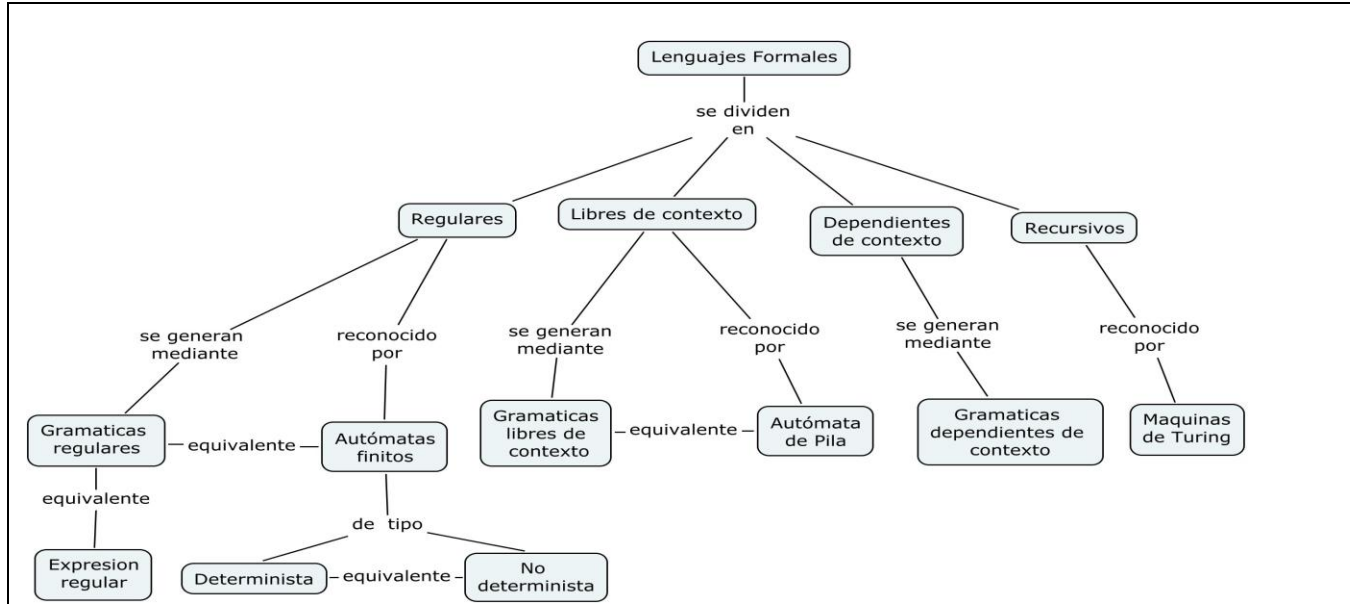 Lenguajes Formales
se dividen
en
Regulares
Libres de contexto
Dependientes
de contexto
Recursivos
se generan
mediante
reconocido
por
se generan
mediante
reconocido
por
se generan
mediante
reconocido
por
Gramaticas
regulares
equivalente
Autómatas
finitos
Gramaticas
libres de
contexto
equivalente
Autómata
de Pila
Gramaticas
dependientes de
contexto
Maquinas
de Turing
equivalente
de tipo
Expresion
regular
Determinista
equivalente
No
determinista